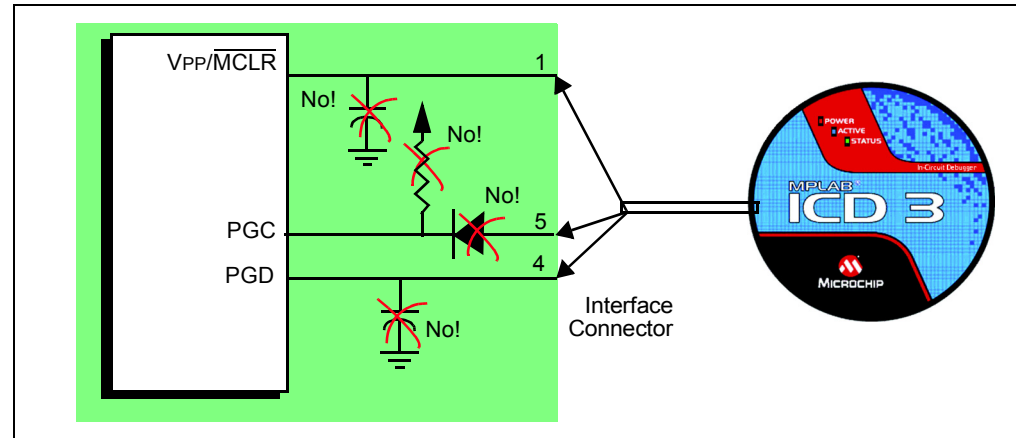 VPP/MCLR
1
No!
No!
No!
PGC
5
PGD
4
No!
Interface
Connector
POWER
ACTIVE
STATUS
In-Circuit Debugger
MPLAB®
ICD 3
MICROCHIP